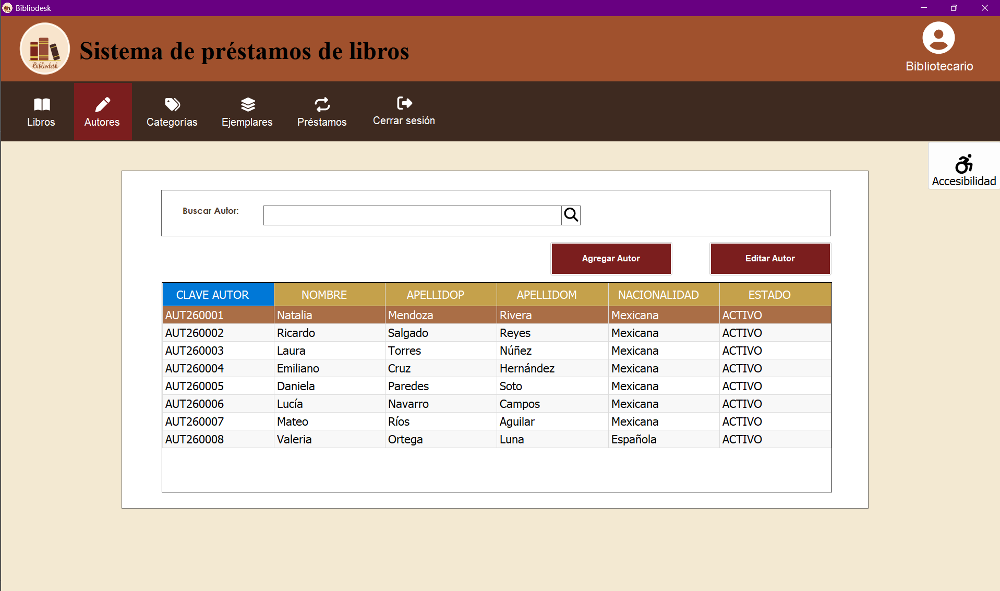 Bibliodesk
Bibliodesk
Sistema de préstamos de libros
Bibliotecario
Libros
Autores
Categorías
Ejemplares
Préstamos
Cerrar sesión
Accesibilidad
Buscar Autor:
Agregar Autor Editar Autor
CLAVE AUTOR NOMBRE APELLIDOP APELLIDOM NACIONALIDAD ESTADO
AUT260001 Natalia Mendoza Rivera Mexicana ACTIVO
AUT260002 Ricardo Salgado Reyes Mexicana ACTIVO
AUT260003 Laura Torres Núñez Mexicana ACTIVO
AUT260004 Emiliano Cruz Hernández Mexicana ACTIVO
AUT260005 Daniela Paredes Soto Mexicana ACTIVO
AUT260006 Lucía Navarro Campos Mexicana ACTIVO
AUT260007 Mateo Ríos Aguilar Mexicana ACTIVO
AUT260008 Valeria Ortega Luna Española ACTIVO